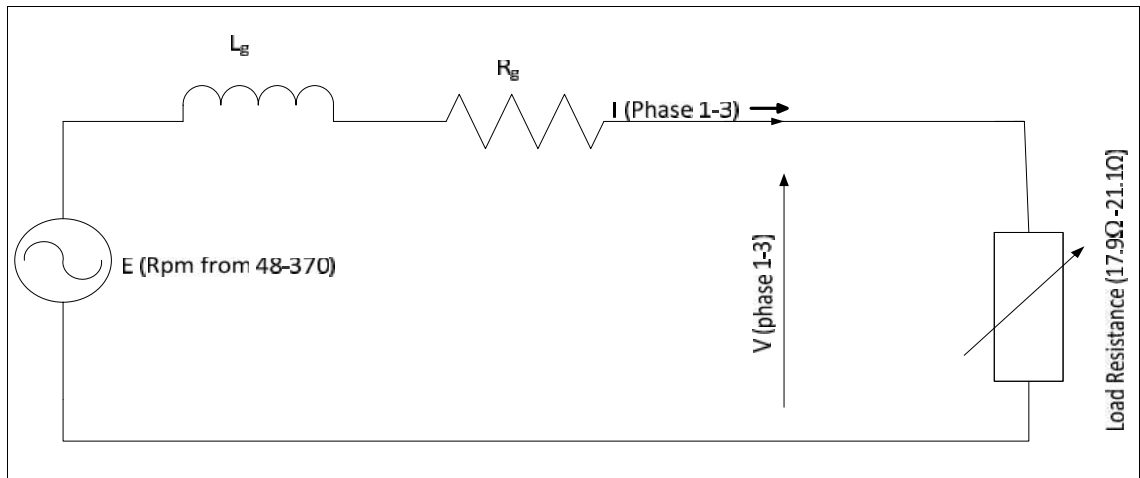 Lg
Rg
I (Phase 1-3)
E (Rpm from 48-370)
V (phase 1-3)
Load Resistance (17.9Ω-21.1Ω)